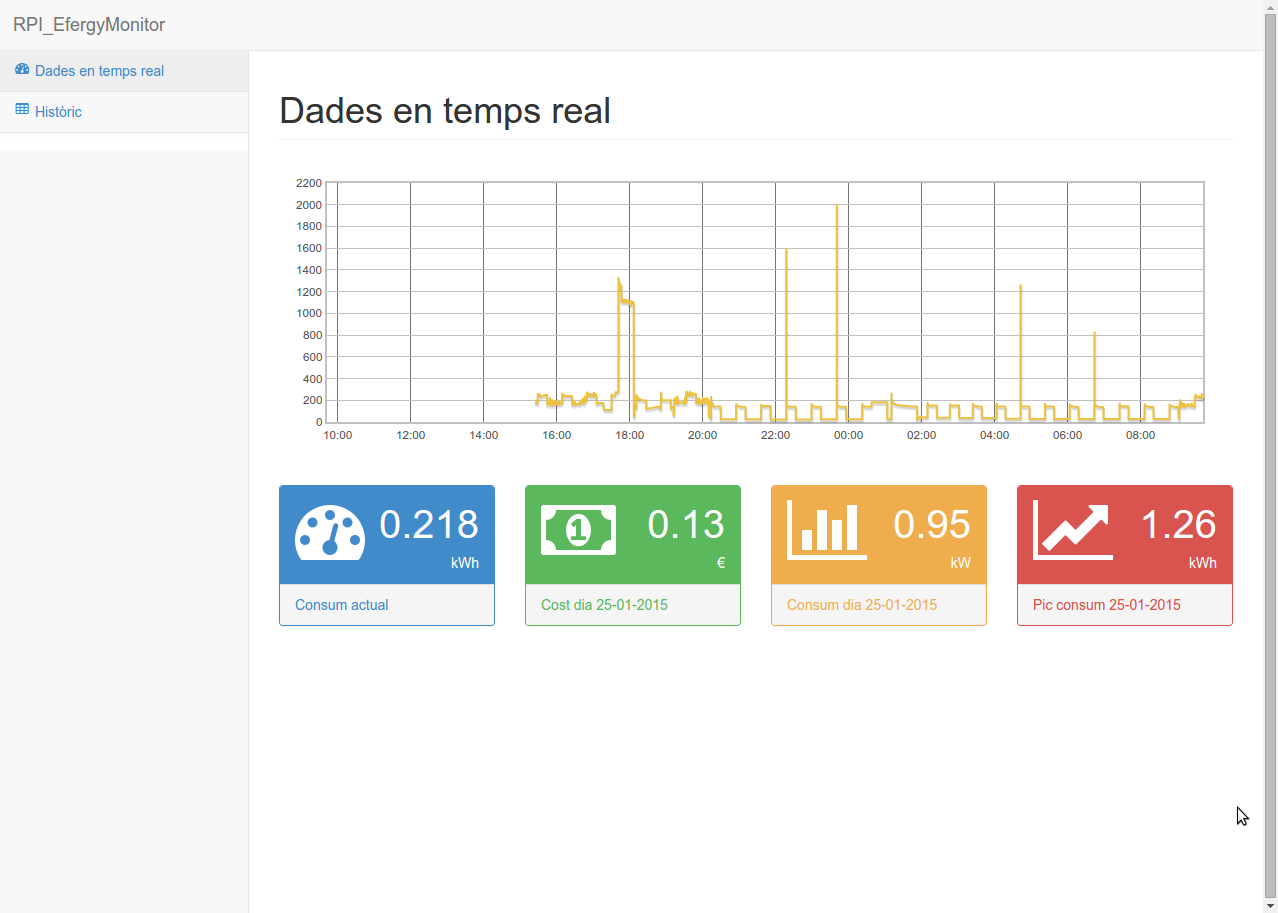 RPI_EfergyMonitor
Dades en temps real
Històric
Dades en temps real
2200
2000
1800
1600
1400
1200
1000
800
600
400
200
0
10:00 12:00 14:00 16:00 18:00 20:00 22:00 00:00 02:00 04:00 06:00 08:00
0.218
kWh
Consum actual
1
0.13
€
Cost dia 25-01-2015
0.95
kW
Consum dia 25-01-2015
1.26
kWh
Pic consum 25-01-2015